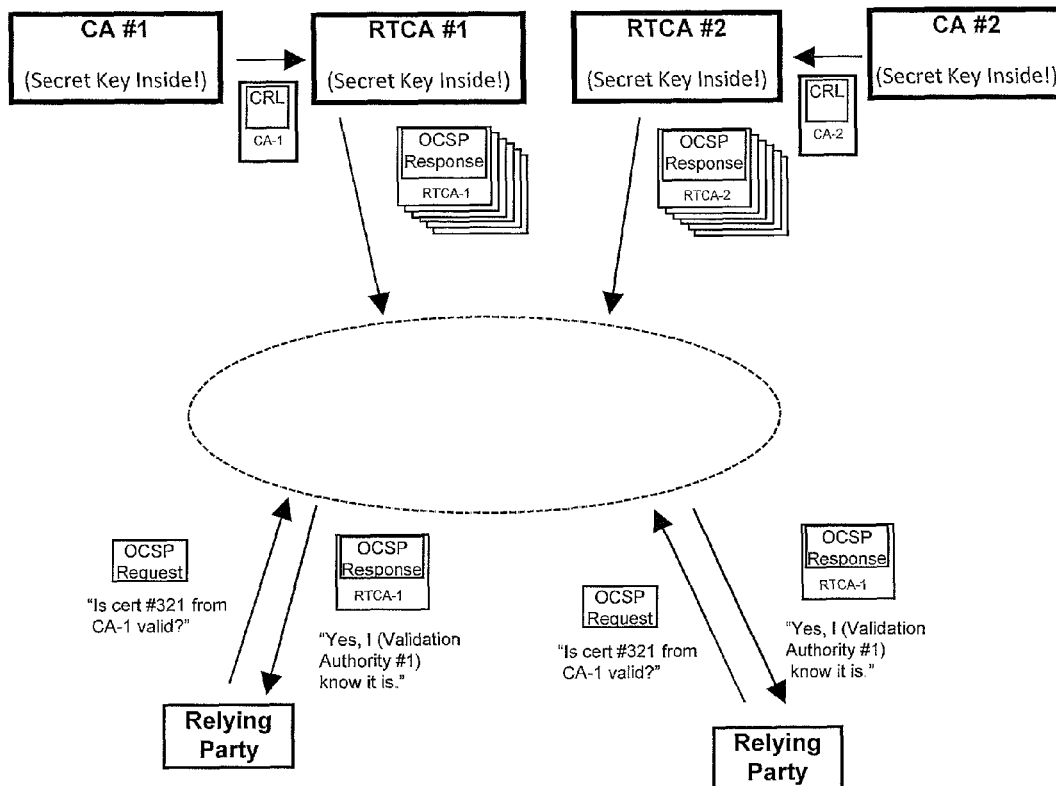 CA #1
(Secret Key Inside!)
RTCA #1
(Secret Key Inside!)
RTCA #2
(Secret Key Inside!)
CA #2
(Secret Key Inside!)
CRL
CA-1
OCSP
Response
RTCA-1
OCSP
Response
RTCA-2
CRL
CA-2
OCSP
Request
"Is cert #321 from
CA-1 valid?"
OCSP
Response
RTCA-1
"Yes, I (Validation
Authority #1)
know it is."
Relying
Party
OCSP
Request
"Is cert #321 from
CA-1 valid?"
OCSP
Response
RTCA-1
"Yes, I (Validation
Authority #1)
know it is."
Relying
Party